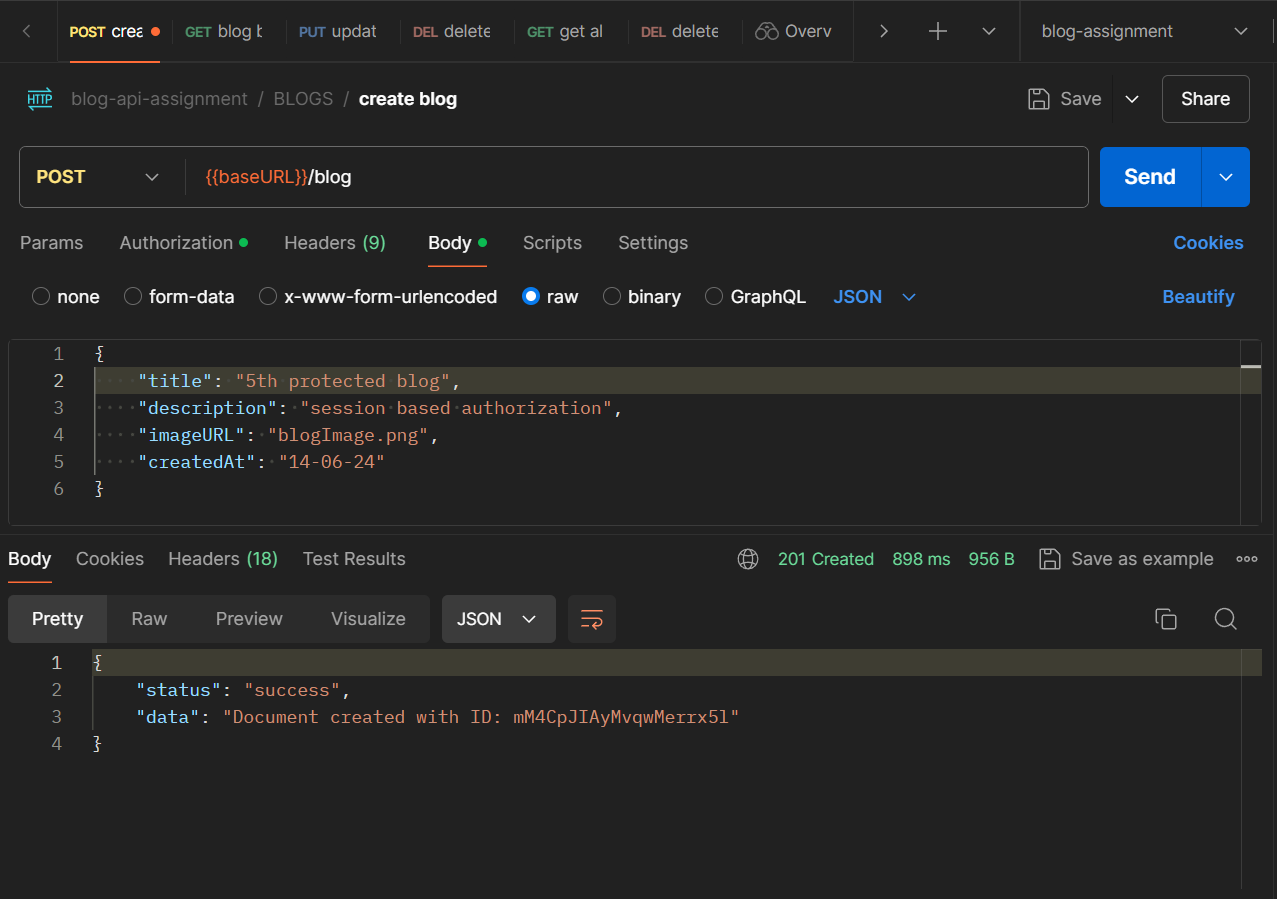 POST crea GET blog b PUT updat DEL delete GET get al DEL delete Overv blog-assignment
HTTP blog-api-assignment / BLOGS / create blog Save Share
POST {{baseURL}}/blog Send
Params Authorization Headers (9) Body Scripts Settings Cookies
none form-data x-www-form-urlencoded raw binary GraphQL JSON Beautify
1 {
2 "title": "5th protected blog",
3 "description": "session based authorization",
4 "imageURL": "blogImage.png",
5 "createdAt": "14-06-24"
6 }
Body Cookies Headers (18) Test Results 201 Created 898 ms 956 B Save as example
Pretty Raw Preview Visualize JSON
1 {
2 "status": "success",
3 "data": "Document created with ID: mM4CpJIAyMvqwMerrx5l"
4 }